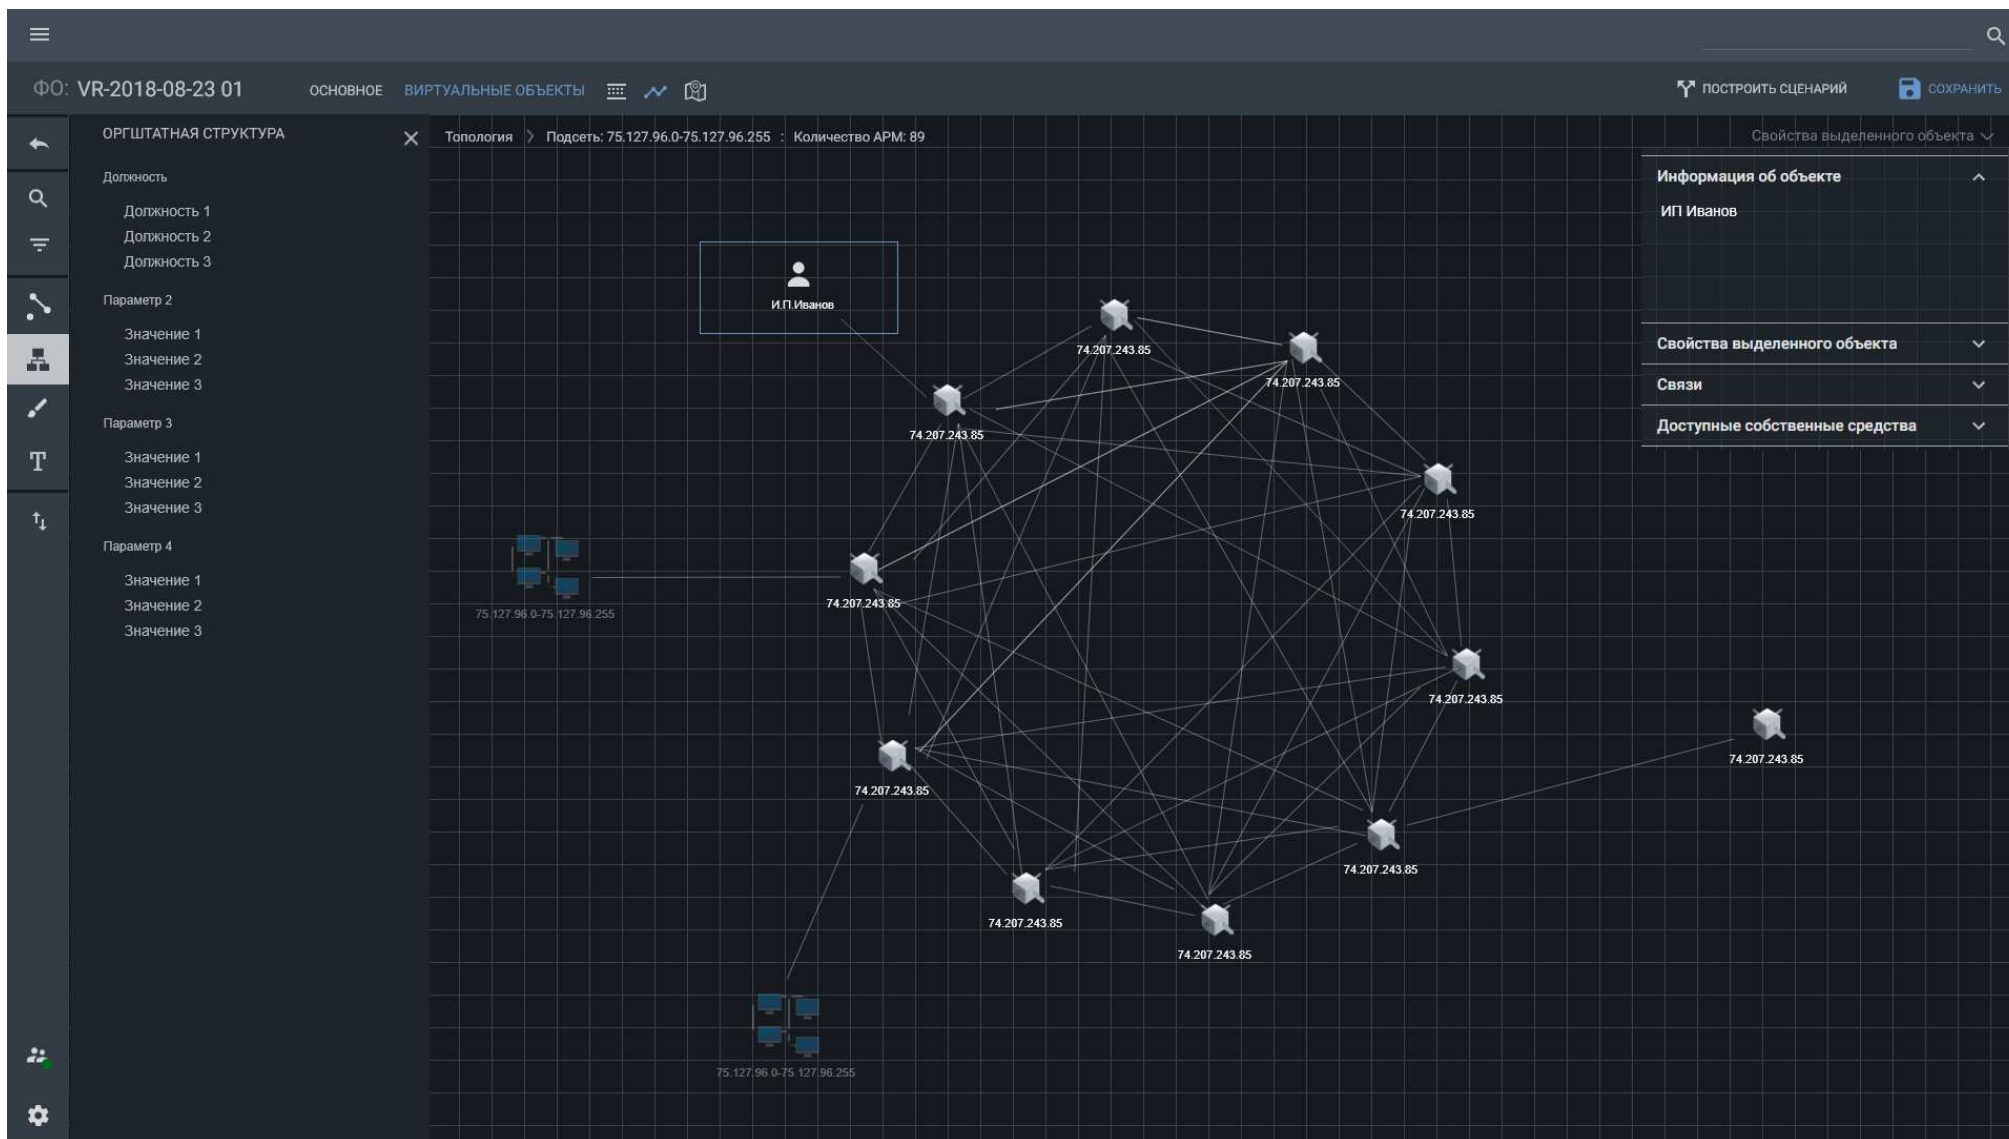 ФО: VR-2018-08-23 01
ОСНОВНОЕ
ВИРТУАЛЬНЫЕ ОБЪЕКТЫ
ПОСТРОИТЬ СЦЕНАРИЙ
СОХРАНИТЬ
ОРГШТАТНАЯ СТРУКТУРА
Должность
Должность 1
Должность 2
Должность 3
Параметр 2
Значение 1
Значение 2
Значение 3
Параметр 3
Значение 1
Значение 2
Значение 3
Параметр 4
Значение 1
Значение 2
Значение 3
Топология
Подсеть: 75.127.96.0-75.127.96.255 : Количество АРМ: 89
И.П.Иванов
74.207.243.85
74.207.243.85
74.207.243.85
74.207.243.85
74.207.243.85
75.127.96.0-75.127.96.255
74.207.243.85
74.207.243.85
74.207.243.85
74.207.243.85
74.207.243.85
74.207.243.85
75.127.96.0-75.127.96.255
Свойства выделенного объекта
Информация об объекте
ИП Иванов
Свойства выделенного объекта
Связи
Доступные собственные средства